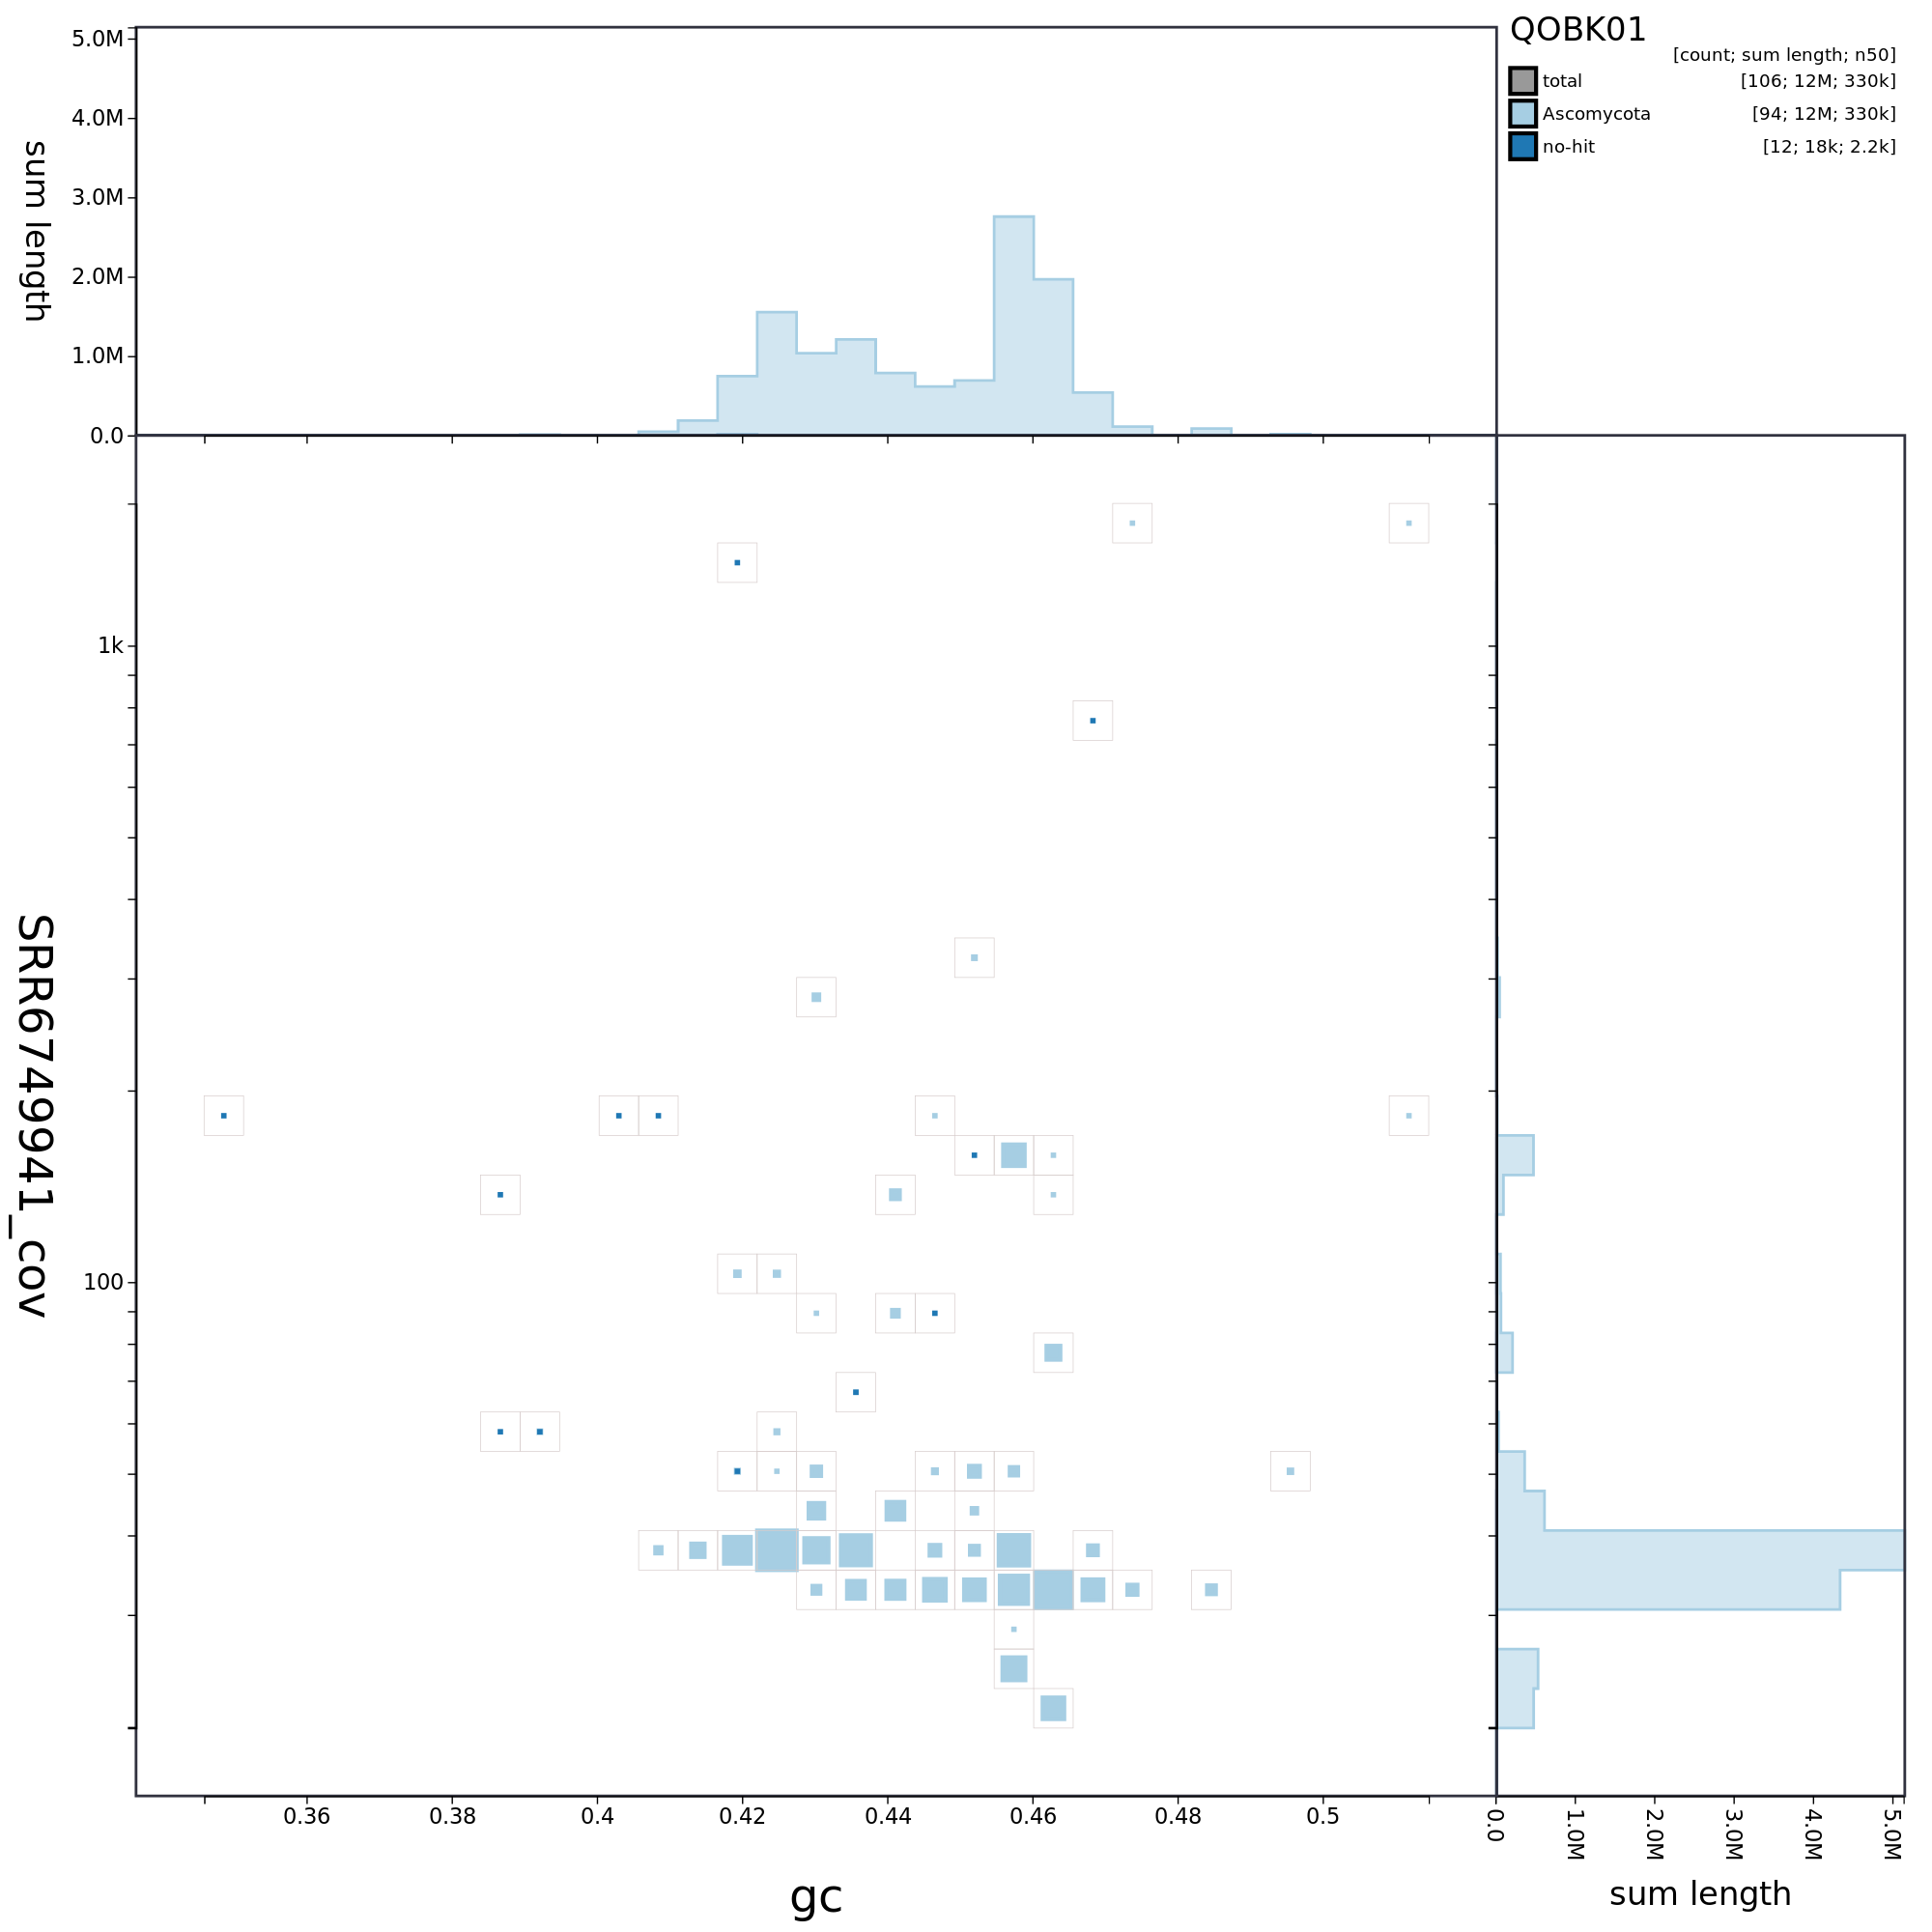 QOBK01
[count; sum length; n50]
total [106; 12M; 330k]
Ascomycota [94; 12M; 330k]
no-hit [12; 18k; 2.2k]
sum length
5.0M
4.0M
3.0M
2.0M
1.0M
0.0
SRR6749941_cov
1k
100
0.36 0.38 0.4 0.42 0.44 0.46 0.48 0.5
gc
0.0 1.0M 2.0M 3.0M 4.0M 5.0M
sum length